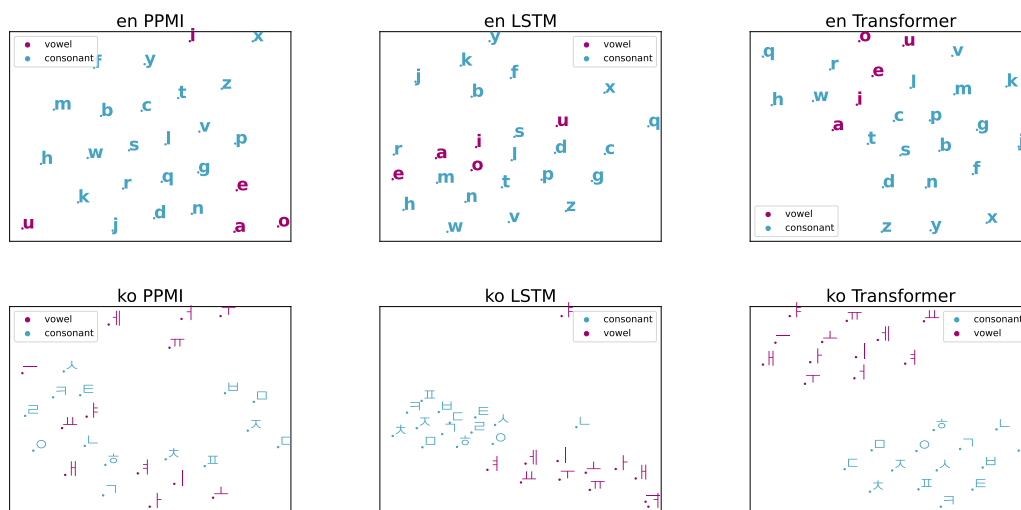 en PPMI
vowel
consonant
i
x
f
y
z
t
m
b
c
v
l
p
s
h
w
g
q
r
e
k
n
d
u
j
a
o
en LSTM
vowel
consonant
y
k
f
j
b
x
u
q
s
i
r
a
l
d
c
o
e
m
t
p
g
n
h
z
v
w
en Transformer
vowel
consonant
o
u
q
v
r
e
l
k
m
h
w
i
c
p
a
g
t
s
b
j
f
d
n
z
y
x
ko PPMI
vowel
consonant
ㅑ
ㅜ
ㅠ
ㅡ
ㅅ
ㅋ
ㅌ
ㅂ
ㅁ
ㄹ
ㅛ
ㅊ
ㅇ
ㄴ
ㄷ
ㅎ
ㅈ
ㅍ
ㅐ
ㅓ
ㅣ
ㄱ
ㅗ
ㅏ
ko LSTM
consonant
vowel
ㅑ
ㅍ
ㅋ
ㅂ
ㄷ
ㅌ
ㅅ
ㄴ
ㅊ
ㅈ
ㅁ
ㅎ
ㅇ
ㅣ
ㅛ
ㅜ
ㅗ
ㅠ
ㅏ
ㅡ
ko Transformer
consonant
vowel
ㅑ
ㅠ
ㅛ
ㅡ
ㅐ
ㅏ
ㅣ
ㅓ
ㅜ
ㅎ
ㅁ
ㅇ
ㄱ
ㄷ
ㅈ
ㅅ
ㅂ
ㅊ
ㅍ
ㅌ
ㅋ